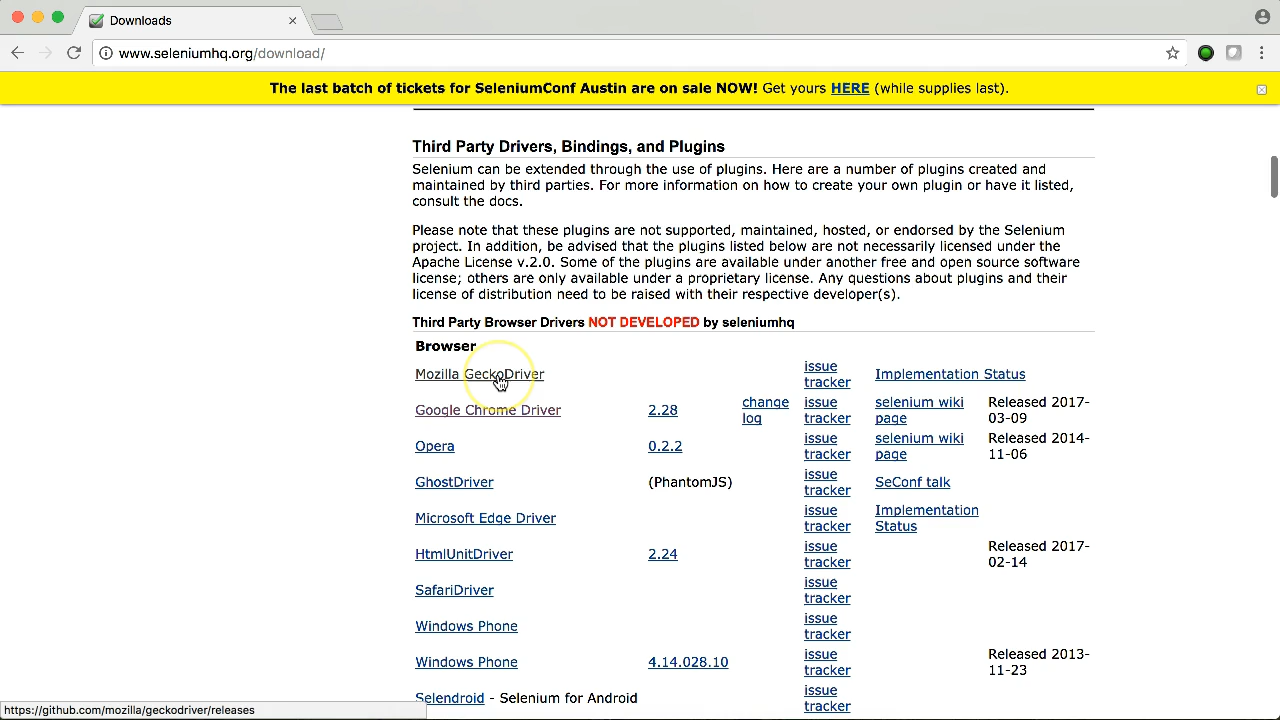 Downloads
www.seleniumhq.org/download/
The last batch of tickets for SeleniumConf Austin are on sale NOW! Get yours HERE (while supplies last).
Third Party Drivers, Bindings, and Plugins
Selenium can be extended through the use of plugins. Here are a number of plugins created and
maintained by third parties. For more information on how to create your own plugin or have it listed,
consult the docs.
Please note that these plugins are not supported, maintained, hosted, or endorsed by the Selenium
project. In addition, be advised that the plugins listed below are not necessarily licensed under the
Apache License v.2.0. Some of the plugins are available under another free and open source software
license; others are only available under a proprietary license. Any questions about plugins and their
license of distribution need to be raised with their respective developer(s).
Third Party Browser Drivers NOT DEVELOPED by seleniumhq
Browser
Mozilla GeckoDriver issue tracker Implementation Status
Google Chrome Driver 2.28 change log issue tracker selenium wiki page Released 2017-03-09
Opera 0.2.2 issue tracker selenium wiki page Released 2014-11-06
GhostDriver (PhantomJS) issue tracker SeConf talk
Microsoft Edge Driver issue tracker Implementation Status
HtmlUnitDriver 2.24 issue tracker Released 2017-02-14
SafariDriver issue tracker
Windows Phone issue tracker
Windows Phone 4.14.028.10 issue tracker Released 2013-11-23
Selendroid - Selenium for Android issue tracker
https://github.com/mozilla/geckodriver/releases